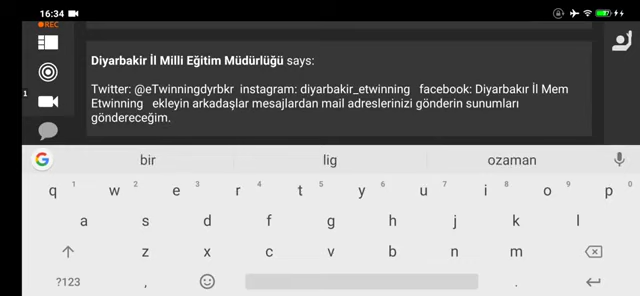 16:34
REC
Diyarbakir İl Milli Eğitim Müdürlüğü says:
Twitter: @eTwinningdyrbkr instagram: diyarbakir_etwinning facebook: Diyarbakır İl Mem
Etwinning ekleyin arkadaşlar mesajlardan mail adreslerinizi gönderin sunumları
göndereceğim.
1
G bir lig ozaman
q 1 w 2 e 3 r 4 t 5 y 6 u 7 i 8 o 9 p 0
a s d f g h j k l
z x c v b n m
?123 , .